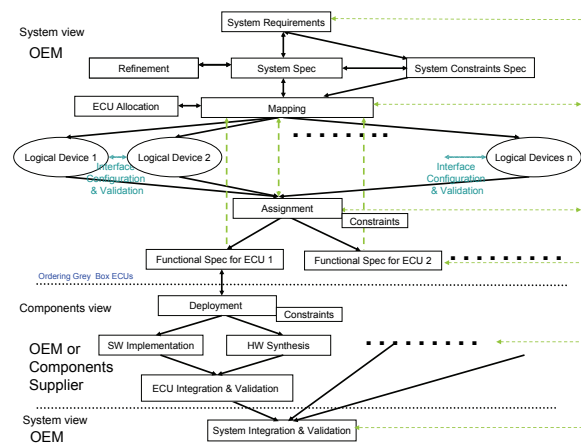 System Requirements
System view
OEM
Refinement
System Spec
System Constraints Spec
ECU Allocation
Mapping
Logical Device 1
Logical Device 2
Logical Devices n
Interface
Configuration
& Validation
Interface
Configuration
& Validation
Assignment
Constraints
Functional Spec for ECU 1
Functional Spec for ECU 2
Ordering Grey Box ECUs
Components view
Deployment
Constraints
OEM or
Components
Supplier
SW Implementation
HW Synthesis
ECU Integration & Validation
System view
OEM
System Integration & Validation